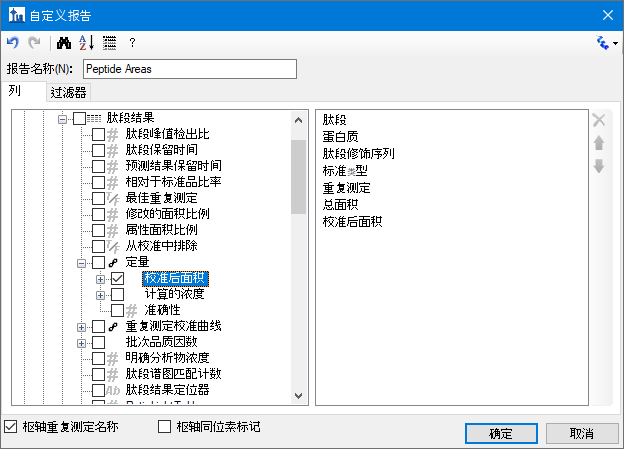 自定义报告
A
Z
?
报告名称(N):
Peptide Areas
列
过滤器
肽段结果
# 肽段峰值检出比
# 肽段保留时间
# 预测结果保留时间
# 相对于标准品比率
Y/F 最佳重复测定
# 修改的面积比例
# 属性面积比例
Y/F 从校准中排除
定量
校准后面积
计算的浓度
# 准确性
重复测定校准曲线
批次品质因数
# 明确分析物浓度
# 肽段谱图匹配计数
Ab 肽段结果定位器
肽段
蛋白质
肽段修饰序列
标准类型
重复测定
总面积
校准后面积
枢轴重复测定名称
枢轴同位素标记
确定
取消